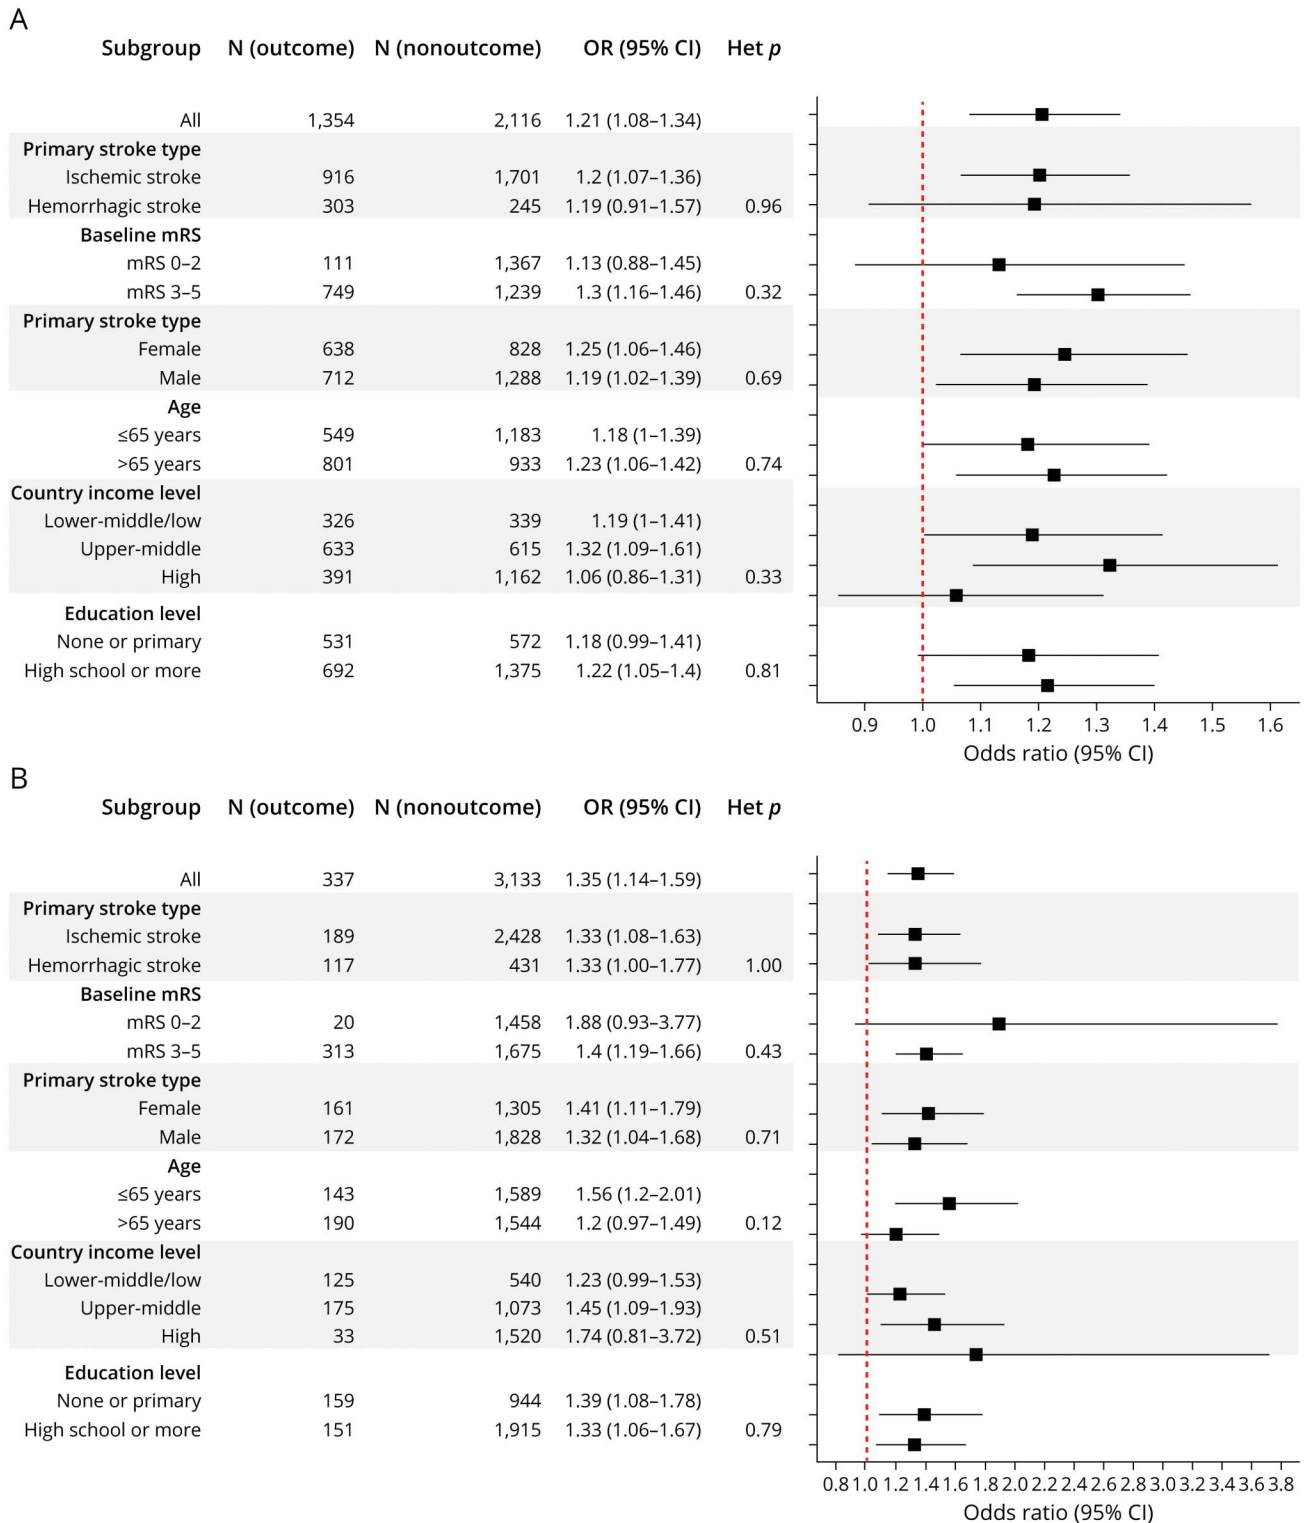 A
Subgroup N (outcome) N (nonoutcome) OR (95% CI) Het p
All 1,354 2,116 1.21 (1.08–1.34)
Primary stroke type
Ischemic stroke 916 1,701 1.2 (1.07–1.36)
Hemorrhagic stroke 303 245 1.19 (0.91–1.57) 0.96
Baseline mRS
mRS 0–2 111 1,367 1.13 (0.88–1.45)
mRS 3–5 749 1,239 1.3 (1.16–1.46) 0.32
Primary stroke type
Female 638 828 1.25 (1.06–1.46)
Male 712 1,288 1.19 (1.02–1.39) 0.69
Age
≤65 years 549 1,183 1.18 (1–1.39)
>65 years 801 933 1.23 (1.06–1.42) 0.74
Country income level
Lower-middle/low 326 339 1.19 (1–1.41)
Upper-middle 633 615 1.32 (1.09–1.61)
High 391 1,162 1.06 (0.86–1.31) 0.33
Education level
None or primary 531 572 1.18 (0.99–1.41)
High school or more 692 1,375 1.22 (1.05–1.4) 0.81
0.9 1.0 1.1 1.2 1.3 1.4 1.5 1.6
Odds ratio (95% CI)
B
Subgroup N (outcome) N (nonoutcome) OR (95% CI) Het p
All 337 3,133 1.35 (1.14–1.59)
Primary stroke type
Ischemic stroke 189 2,428 1.33 (1.08–1.63)
Hemorrhagic stroke 117 431 1.33 (1.00–1.77) 1.00
Baseline mRS
mRS 0–2 20 1,458 1.88 (0.93–3.77)
mRS 3–5 313 1,675 1.4 (1.19–1.66) 0.43
Primary stroke type
Female 161 1,305 1.41 (1.11–1.79)
Male 172 1,828 1.32 (1.04–1.68) 0.71
Age
≤65 years 143 1,589 1.56 (1.2–2.01)
>65 years 190 1,544 1.2 (0.97–1.49) 0.12
Country income level
Lower-middle/low 125 540 1.23 (0.99–1.53)
Upper-middle 175 1,073 1.45 (1.09–1.93)
High 33 1,520 1.74 (0.81–3.72) 0.51
Education level
None or primary 159 944 1.39 (1.08–1.78)
High school or more 151 1,915 1.33 (1.06–1.67) 0.79
0.8 1.0 1.2 1.4 1.6 1.8 2.0 2.2 2.4 2.6 2.8 3.0 3.2 3.4 3.6 3.8
Odds ratio (95% CI)